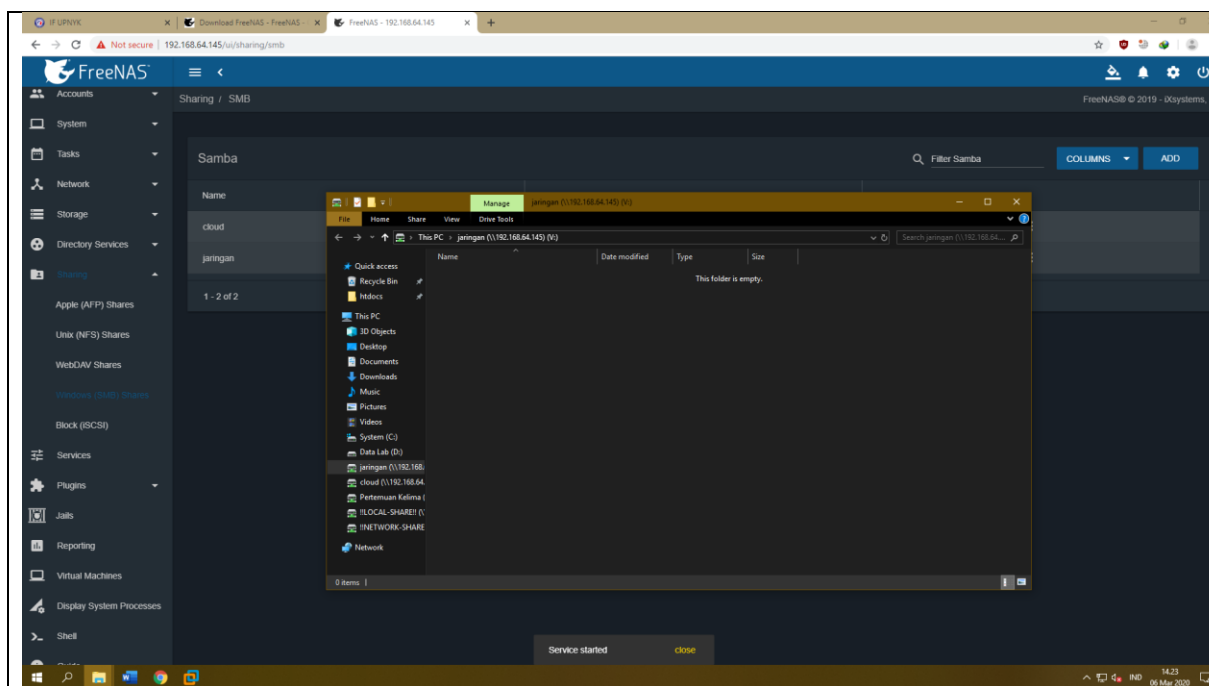 IF UPNYK
Download FreeNAS - FreeNAS -
FreeNAS - 192.168.64.145
Not secure | 192.168.64.145/ui/sharing/smb
FreeNAS
Accounts
Sharing / SMB
FreeNAS® © 2019 - iXsystems,
System
Tasks
Samba
Filter Samba
COLUMNS
ADD
Network
Name
Storage
cloud
Directory Services
jaringan
Sharing
1 - 2 of 2
Apple (AFP) Shares
Unix (NFS) Shares
WebDAV Shares
Windows (SMB) Shares
Block (iSCSI)
Services
Plugins
Jails
Reporting
Virtual Machines
Display System Processes
Shell
Guide
Manage
jaringan (\\192.168.64.145) (V:)
File Home Share View Drive Tools
This PC › jaringan (\\192.168.64.145) (V:)
Search jaringan (\\192.168.64....
Name Date modified Type Size
This folder is empty.
Quick access
Recycle Bin
htdocs
This PC
3D Objects
Desktop
Documents
Downloads
Music
Pictures
Videos
System (C:)
Data Lab (D:)
jaringan (\\192.168.
cloud (\\192.168.64.
Pertemuan Kelima (
!!LOCAL-SHARE!! (\
!!NETWORK-SHARE
Network
0 items
Service started
close
IND
14.23
06 Mar 2020